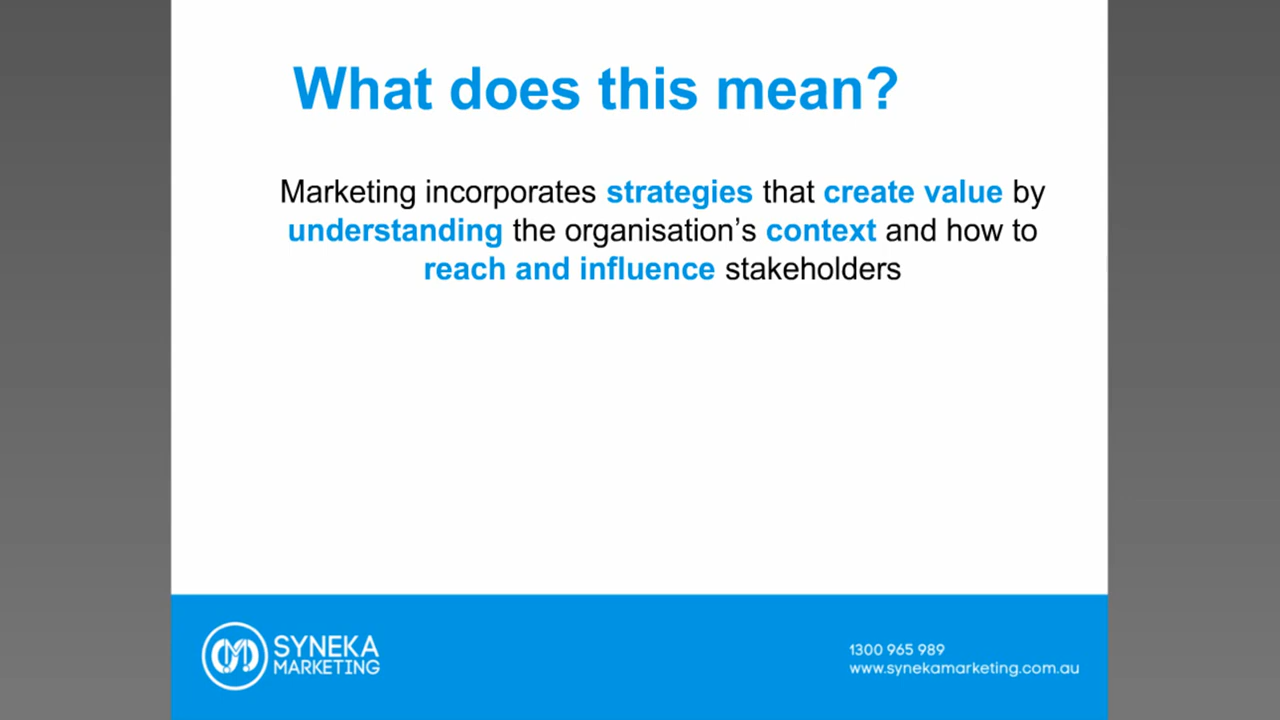 What does this mean?
Marketing incorporates strategies that create value by
understanding the organisation’s context and how to
reach and influence stakeholders
SYNEKA
MARKETING
1300 965 989
www.synekamarketing.com.au